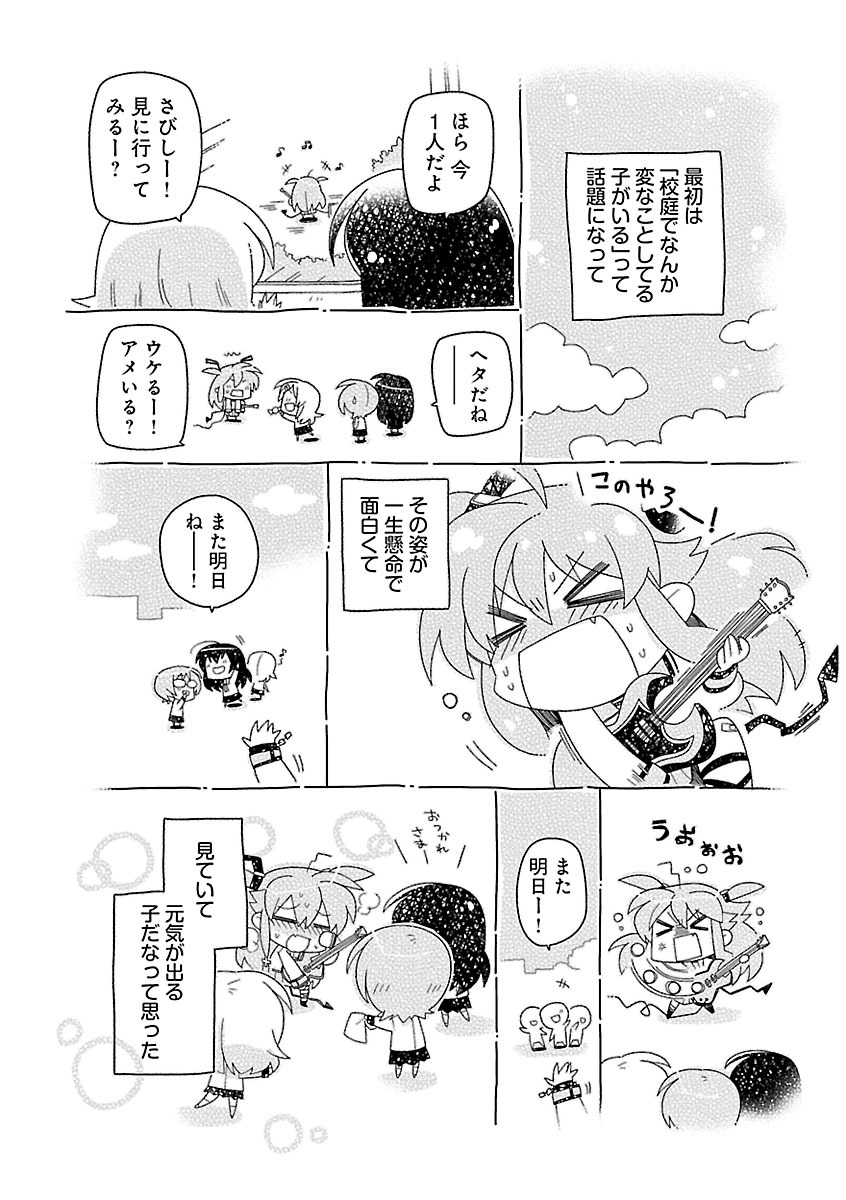 最初は
「校庭でなんか
変なことしてる
子がいる」って
話題になって
ほら 今
1人だよ
さびしー!
見に行って
みるー?
ヘタだね
――
ウケるー!
アメいる?
このやろー!
その姿が
一生懸命で
面白くて
また明日
ねー!
うおぉぉお
また
明日ー!
おつかれ
さまー
見ていて
元気が出る
子だなって思った